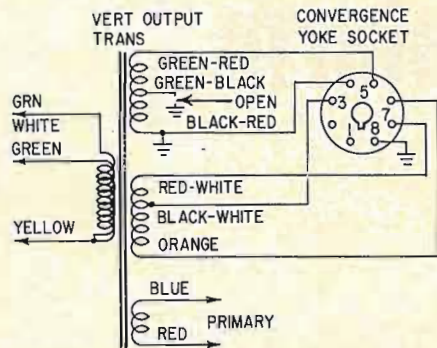 VERT OUTPUT
TRANS
CONVERGENCE
YOKE SOCKET
GREEN-RED
GREEN-BLACK
OPEN
BLACK-RED
GRN
WHITE
GREEN
YELLOW
5
3
7
1
8
RED-WHITE
BLACK-WHITE
ORANGE
BLUE
RED
PRIMARY